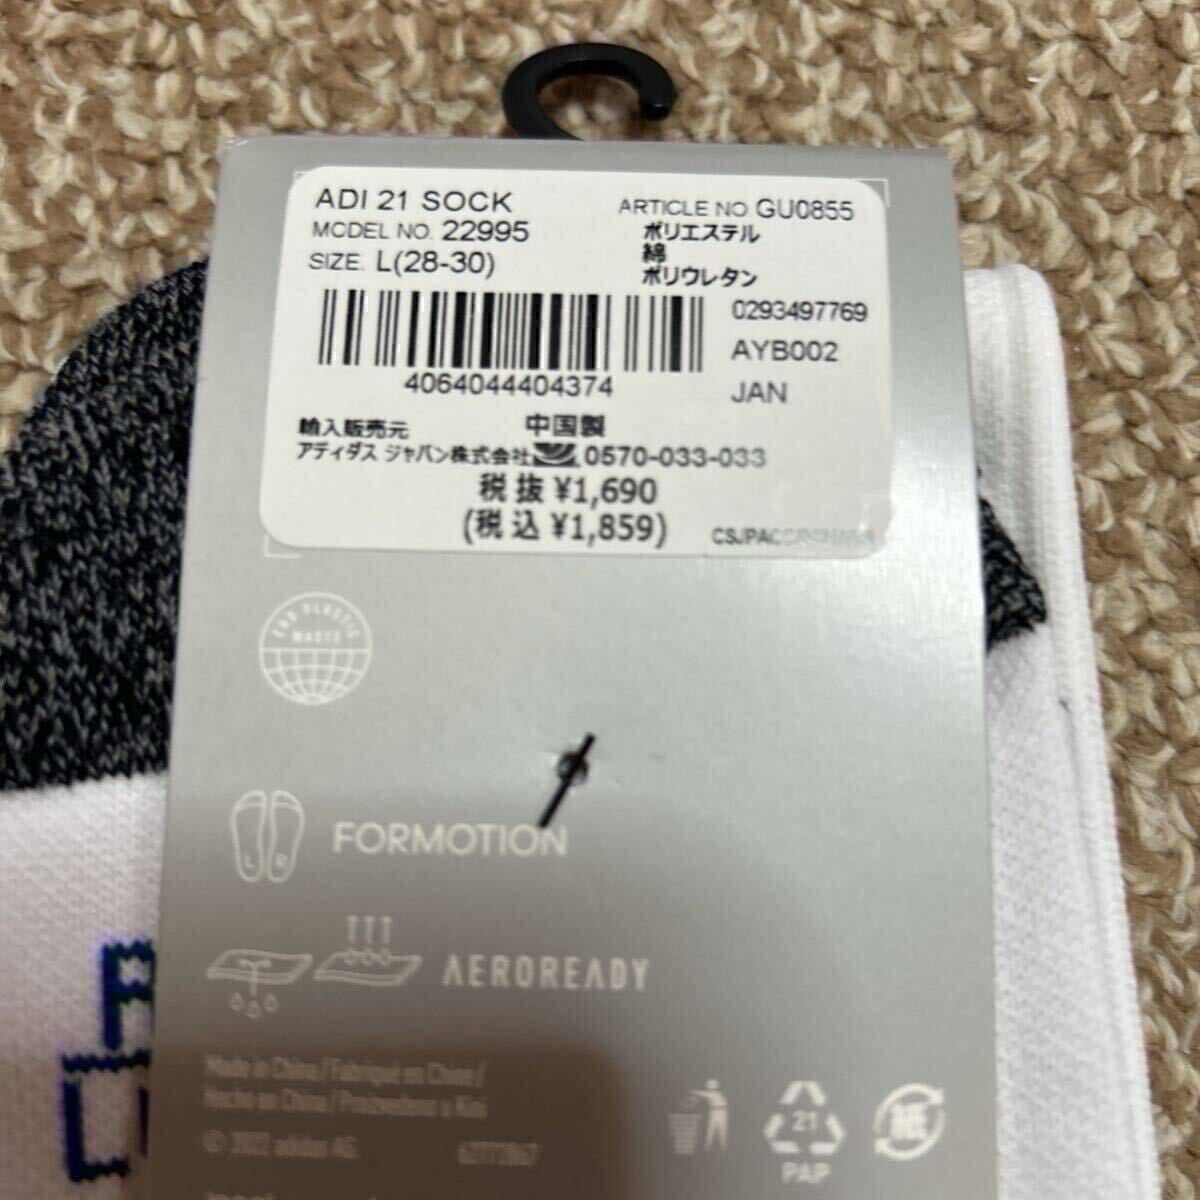 ADI 21 SOCK
ARTICLE NO GU0855
MODEL NO. 22995
ポリエステル
綿
SIZE. L(28-30)
ポリウレタン
0293497769
AYB002
4064044404374
JAN
輸入販売元
中国製
アディダス ジャパン株式会社
0570-033-033
税抜 ¥1,690
(税込 ¥1,859)
END PLASTIC
WASTE
L R
FORMOTION
AEROREADY
Made in China / Fabriqué en Chine /
Hecho en China /
© 2022 adidas AG.
21
紙
PAP